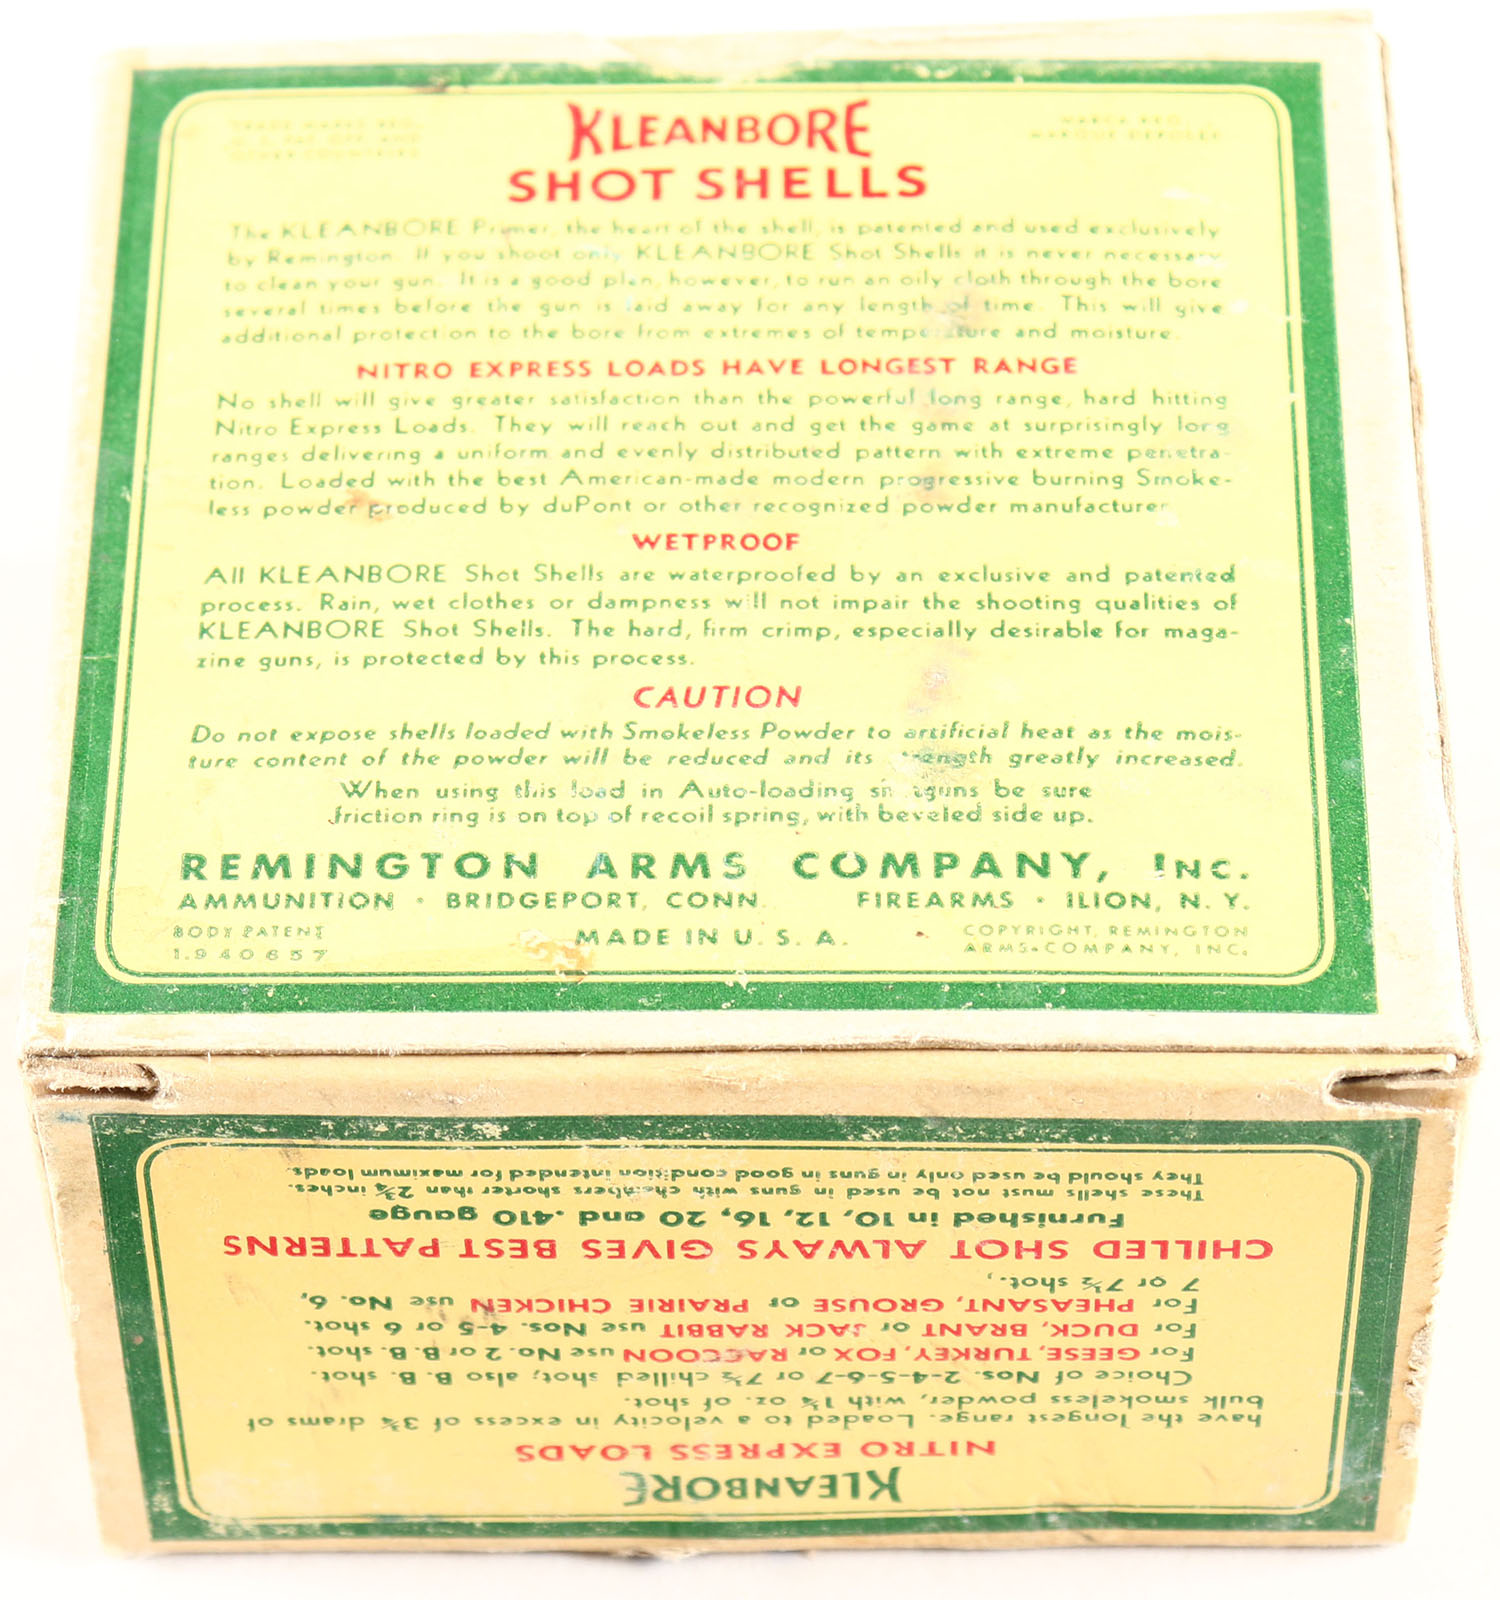 TRADE MARKS REG.
U. S. PAT. OFF. AND
OTHER COUNTRIES
MARCA REG.
MARQUE DEPOSEE
KLEANBORE
SHOT SHELLS
The KLEANBORE Primer, the heart of the shell, is patented and used exclusively
by Remington. If you shoot only KLEANBORE Shot Shells it is never necessary
to clean your gun. It is a good plan, however, to run an oily cloth through the bore
several times before the gun is laid away for any length of time. This will give
additional protection to the bore from extremes of temperature and moisture.
NITRO EXPRESS LOADS HAVE LONGEST RANGE
No shell will give greater satisfaction than the powerful long range, hard hitting
Nitro Express Loads. They will reach out and get the game at surprisingly long
ranges delivering a uniform and evenly distributed pattern with extreme penetra-
tion. Loaded with the best American-made modern progressive burning Smoke-
less powder produced by duPont or other recognized powder manufacturer
WETPROOF
All KLEANBORE Shot Shells are waterproofed by an exclusive and patented
process. Rain, wet clothes or dampness will not impair the shooting qualities of
KLEANBORE Shot Shells. The hard, firm crimp, especially desirable for maga-
zine guns, is protected by this process.
CAUTION
Do not expose shells loaded with Smokeless Powder to artificial heat as the mois-
ture content of the powder will be reduced and its strength greatly increased.
When using this load in Auto-loading shotguns be sure
friction ring is on top of recoil spring, with beveled side up.
REMINGTON ARMS COMPANY, INC.
AMMUNITION · BRIDGEPORT, CONN. FIREARMS · ILION, N. Y.
BODY PATENT
1.940657
MADE IN U. S. A.
COPYRIGHT, REMINGTON
ARMS COMPANY, INC.
KLEANBORE
NITRO EXPRESS LOADS
have the longest range. Loaded to a velocity in excess of 3¾ drams of
bulk smokeless powder, with 1¼ oz. of shot.
Choice of Nos. 2-4-5-6-7 or 7½ chilled shot; also B. B. shot.
For GEESE, TURKEY, FOX or RACCOON use No. 2 or B. B. shot.
For DUCK, BRANT or JACK RABBIT use Nos. 4-5 or 6 shot.
For PHEASANT, GROUSE or PRAIRIE CHICKEN use No. 6,
7 or 7½ shot.
CHILLED SHOT ALWAYS GIVES BEST PATTERNS
Furnished in 10, 12, 16, 20 and .410 gauge
These shells must not be used in guns with chambers shorter than 2¾ inches.
They should be used only in guns in good condition intended for maximum loads.